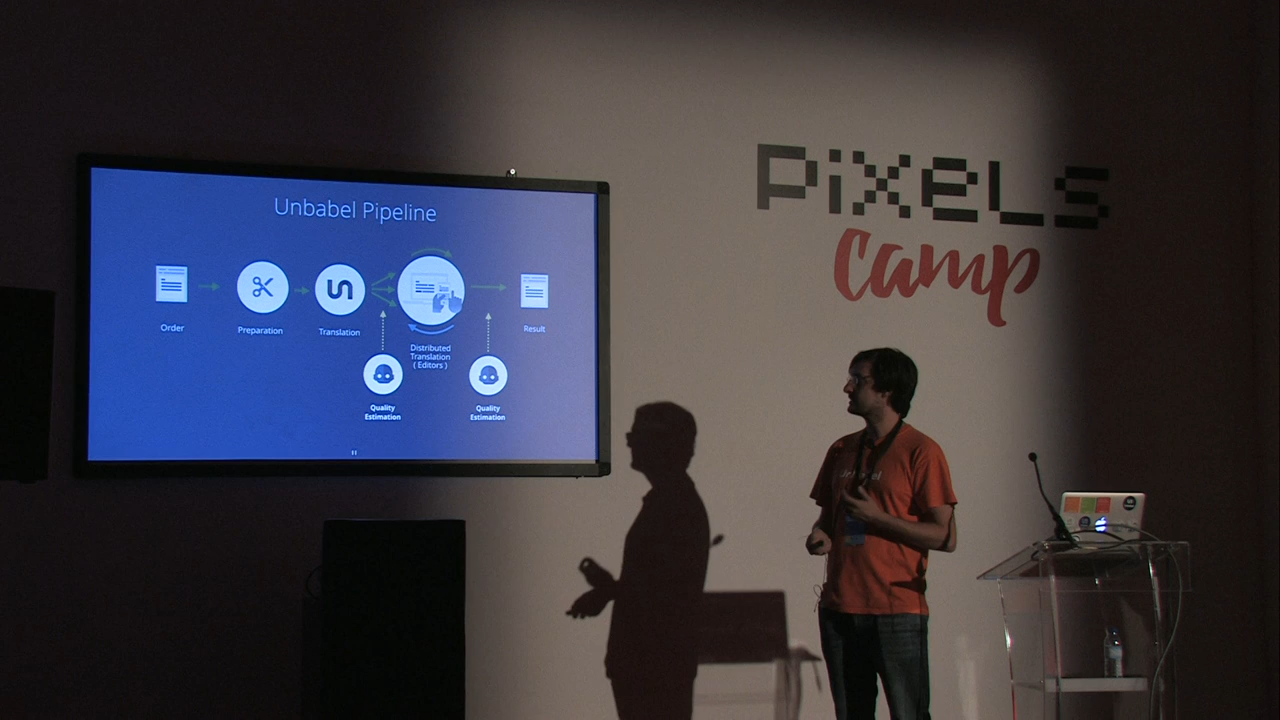 Unbabel Pipeline
Order
Preparation
Translation
Distributed
Translation
( Editors )
Result
Quality
Estimation
Quality
Estimation
PiXELS
Camp